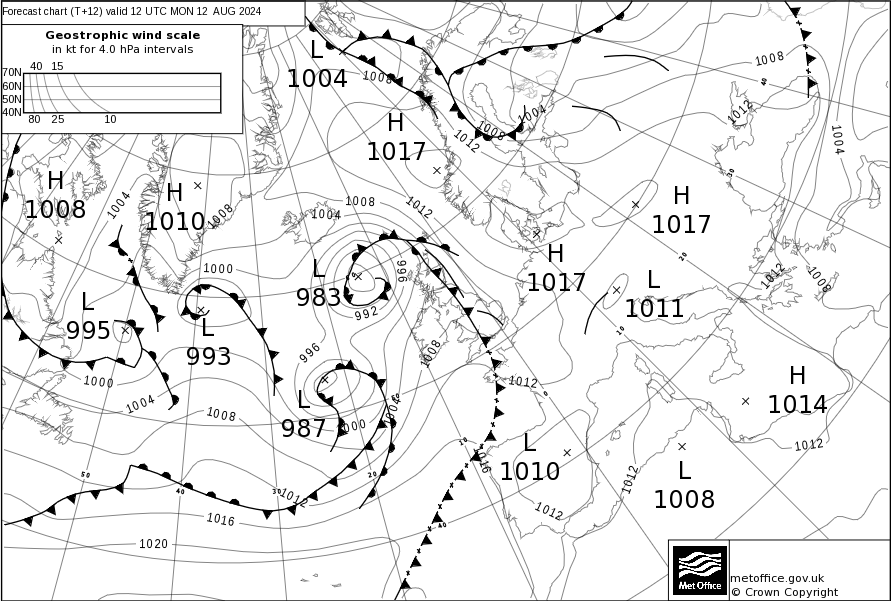 Forecast chart (T+12) valid 12 UTC MON 12 AUG 2024
Geostrophic wind scale
in kt for 4.0 hPa intervals
40 15
70N
60N
50N
40N
80 25 10
L
1004
1008
H
1017
1012
1008
1004
1008
40
1012
1004
30
H
1008
1004
H
1010
1008
1008
1004
1012
H
1017
H
1017
20
1012
1008
L
1011
10
1000
L
983
996
992
L
995
L
993
996
1008
1000
1004
1008
L
987
1000
1004
1012
0
H
1014
1012
L
1010
1016
10
1012
1012
L
1008
50
40
30
1012
20
1016
40
1020
Met Office
metoffice.gov.uk
© Crown Copyright